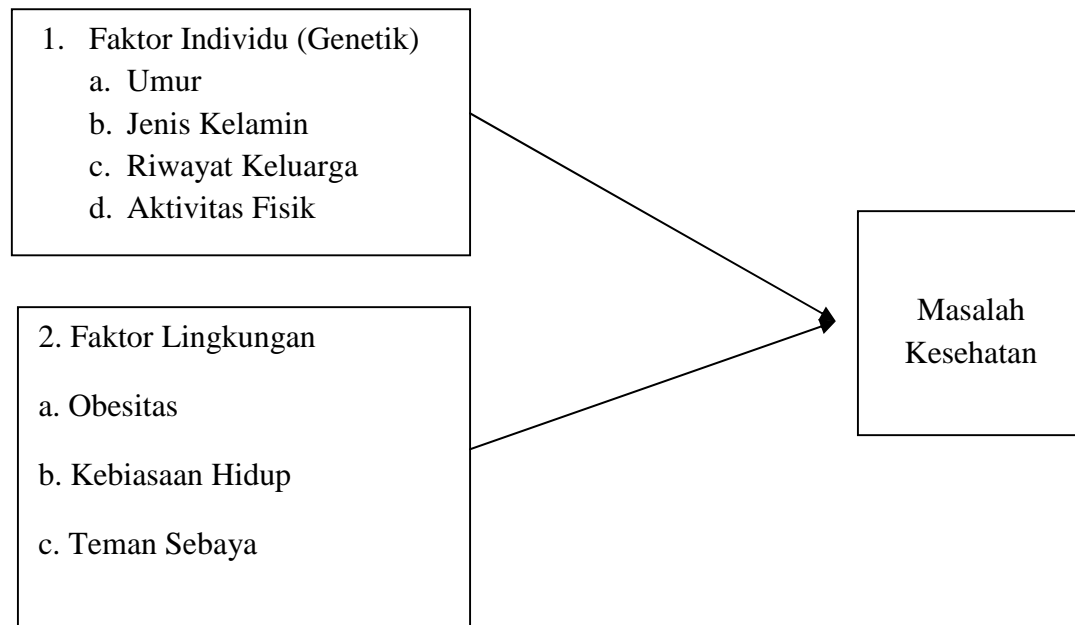 1. Faktor Individu (Genetik)
a. Umur
b. Jenis Kelamin
c. Riwayat Keluarga
d. Aktivitas Fisik
2. Faktor Lingkungan
a. Obesitas
b. Kebiasaan Hidup
c. Teman Sebaya
Masalah
Kesehatan